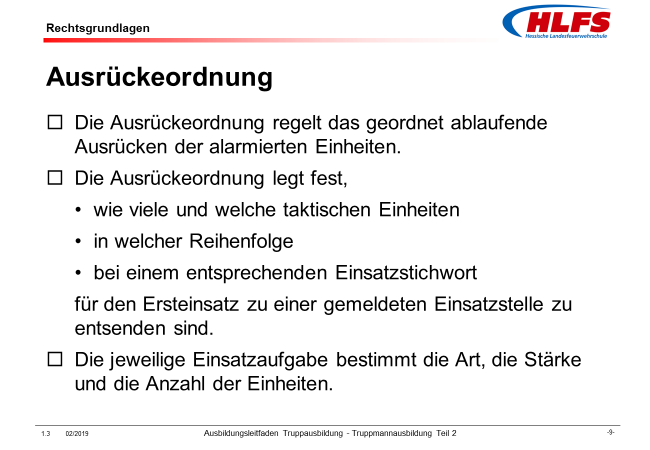 Rechtsgrundlagen
HLFS
Hessische Landesfeuerwehrschule
Ausrückeordnung
□ Die Ausrückeordnung regelt das geordnet ablaufende
Ausrücken der alarmierten Einheiten.
□ Die Ausrückeordnung legt fest,
• wie viele und welche taktischen Einheiten
• in welcher Reihenfolge
• bei einem entsprechenden Einsatzstichwort
für den Ersteinsatz zu einer gemeldeten Einsatzstelle zu
entsenden sind.
□ Die jeweilige Einsatzaufgabe bestimmt die Art, die Stärke
und die Anzahl der Einheiten.
1.3 02/2019 Ausbildungsleitfaden Truppausbildung - Truppmannausbildung Teil 2 -9-